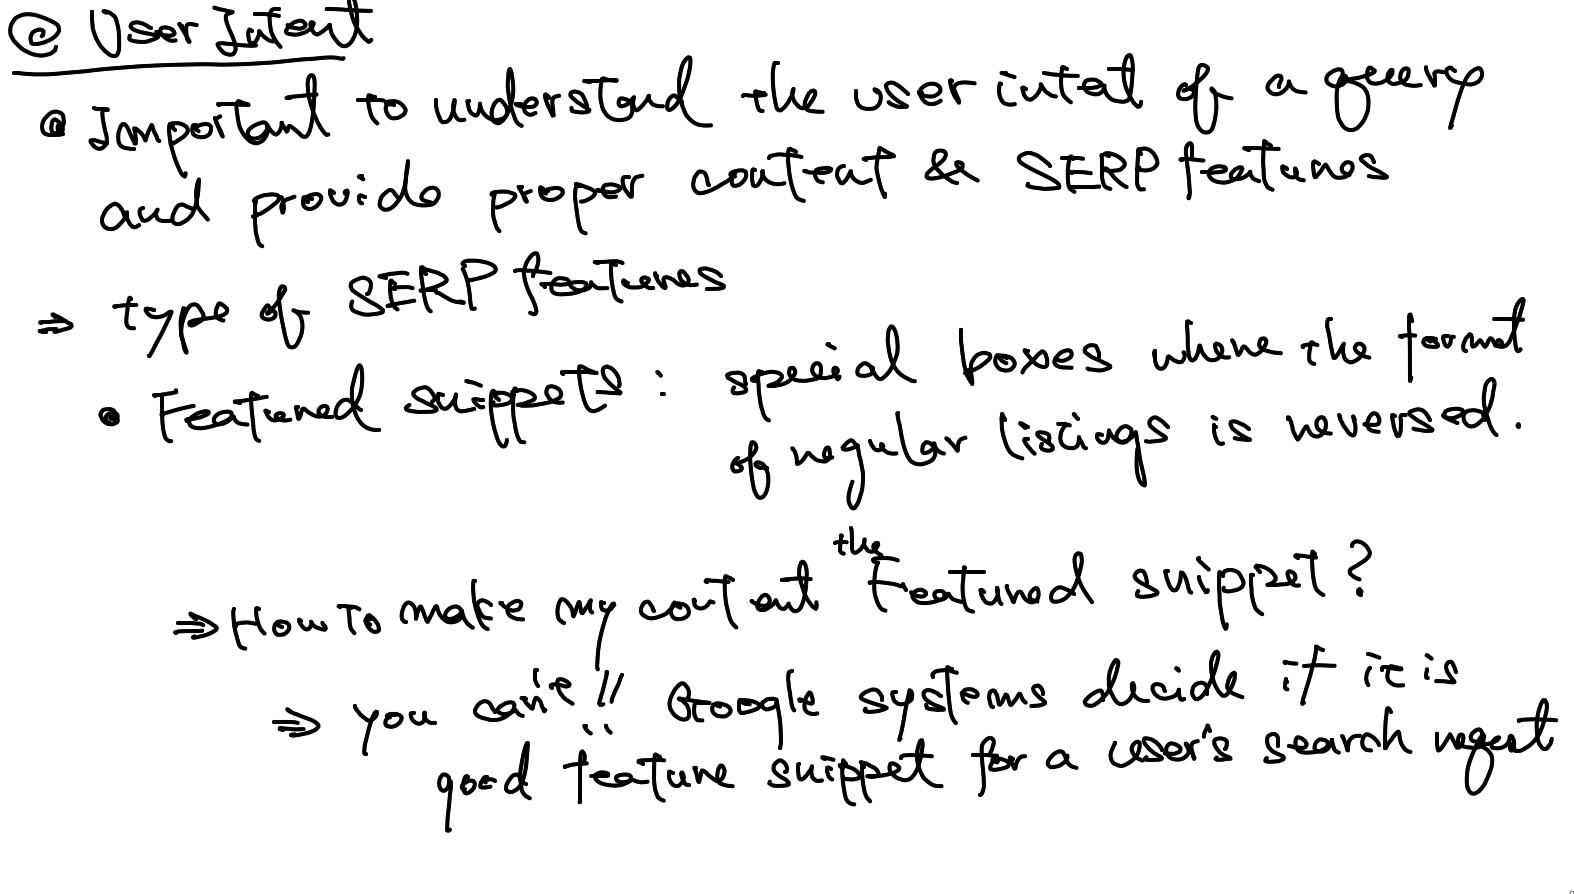 @ User Intent
@ Important to understand the user intet of a query
and provide proper content & SERP features
⇒ type of SERP features
• Featured snippets : special boxes where the format
of regular listings is reversed.
the
⇒ How To make my content Featured snippet?
⇒ you can't!! Google systems decide if it is
good feature snippet for a user's search reqest